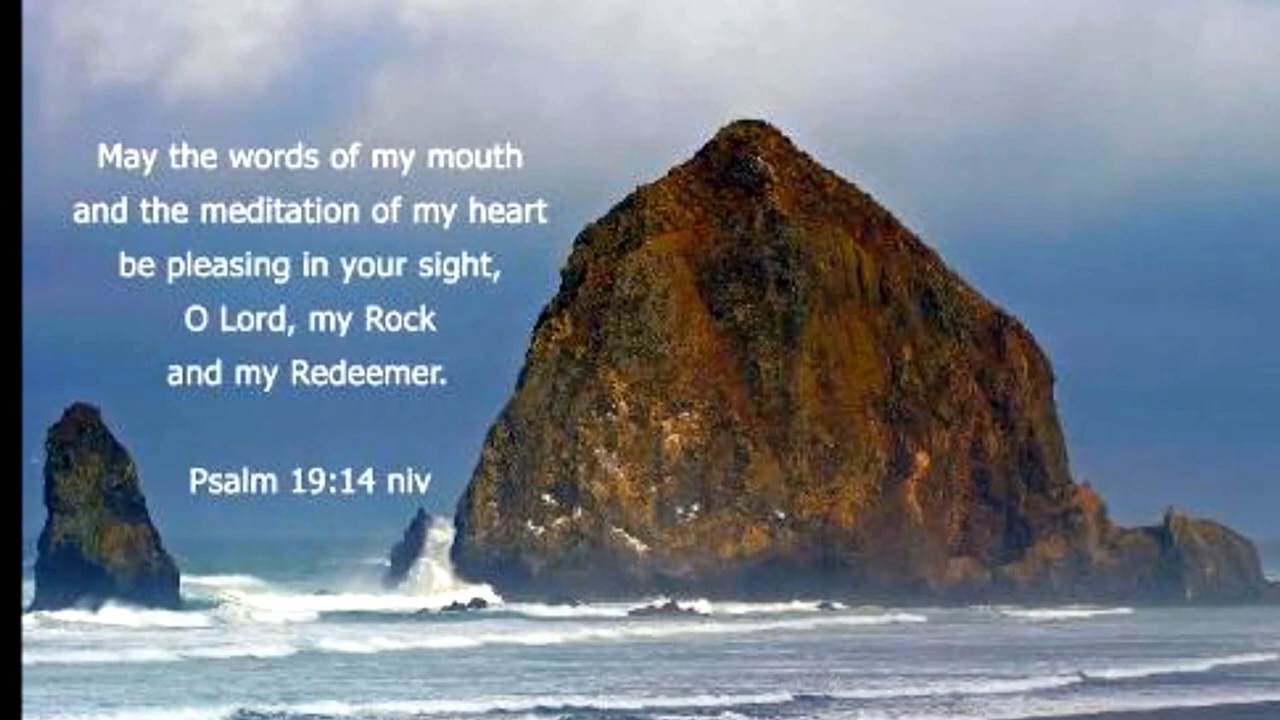 May the words of my mouth
and the meditation of my heart
be pleasing in your sight,
O Lord, my Rock
and my Redeemer.
Psalm 19:14 niv